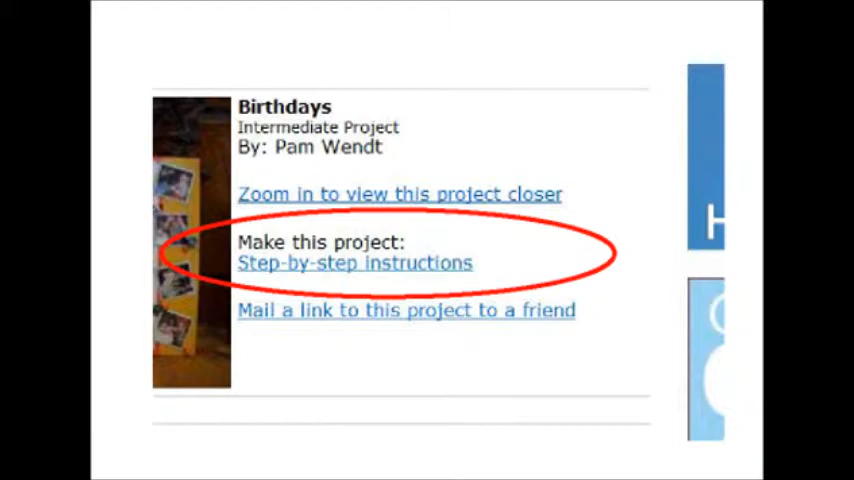 Birthdays
Intermediate Project
By: Pam Wendt
Zoom in to view this project closer
Make this project:
Step-by-step instructions
Mail a link to this project to a friend
H